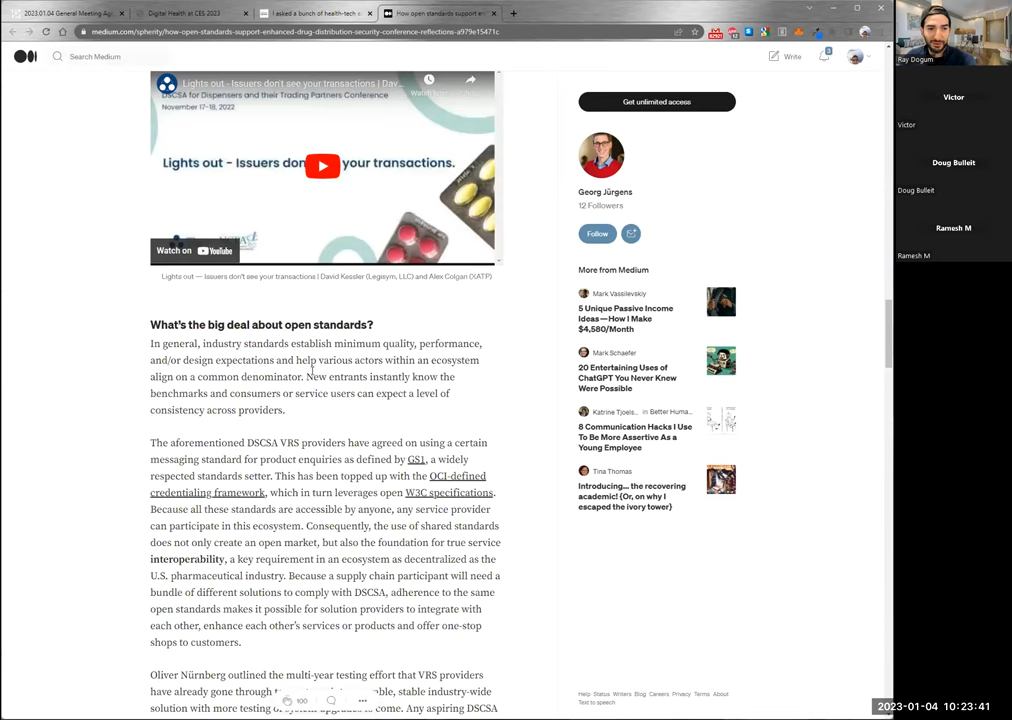 2023.01.04 General Meeting Age
Digital Health at CES 2023
I asked a bunch of health-tech e
How open standards support en
medium.com/spherity/how-open-standards-support-enhanced-drug-distribution-security-conference-reflections-a979e15471c
Search Medium
Write
Lights out - Issuers don't see your transactions | Dav...
Watch
DSCSA for Dispensers and their Trading Partners Conference
November 17-18, 2022
Lights out - Issuers don your transactions.
Watch on YouTube
Lights out — Issuers don't see your transactions | David Kessler (Legisym, LLC) and Alex Colgan (XATP)
What's the big deal about open standards?
In general, industry standards establish minimum quality, performance,
and/or design expectations and help various actors within an ecosystem
align on a common denominator. New entrants instantly know the
benchmarks and consumers or service users can expect a level of
consistency across providers.
The aforementioned DSCSA VRS providers have agreed on using a certain
messaging standard for product enquiries as defined by GS1, a widely
respected standards setter. This has been topped up with the OCI-defined
credentialing framework, which in turn leverages open W3C specifications.
Because all these standards are accessible by anyone, any service provider
can participate in this ecosystem. Consequently, the use of shared standards
does not only create an open market, but also the foundation for true service
interoperability, a key requirement in an ecosystem as decentralized as the
U.S. pharmaceutical industry. Because a supply chain participant will need a
bundle of different solutions to comply with DSCSA, adherence to the same
open standards makes it possible for solution providers to integrate with
each other, enhance each other's services or products and offer one-stop
shops to customers.
Oliver Nürnberg outlined the multi-year testing effort that VRS providers
have already gone through ble, stable industry-wide
solution with more testing come. Any aspiring DSCSA
100
Get unlimited access
Georg Jürgens
12 Followers
Follow
More from Medium
Mark Vassilevskiy
5 Unique Passive Income
Ideas — How I Make
$4,580/Month
Mark Schaefer
20 Entertaining Uses of
ChatGPT You Never Knew
Were Possible
Katrine Tjoels... in Better Huma...
8 Communication Hacks I Use
To Be More Assertive As a
Young Employee
Tina Thomas
Introducing... the recovering
academic! {Or, on why I
escaped the ivory tower}
Help Status Writers Blog Careers Privacy Terms About
Text to speech
Ray Dogum
Victor
Victor
Doug Bulleit
Doug Bulleit
Ramesh M
Ramesh M
2023-01-04 10:23:41